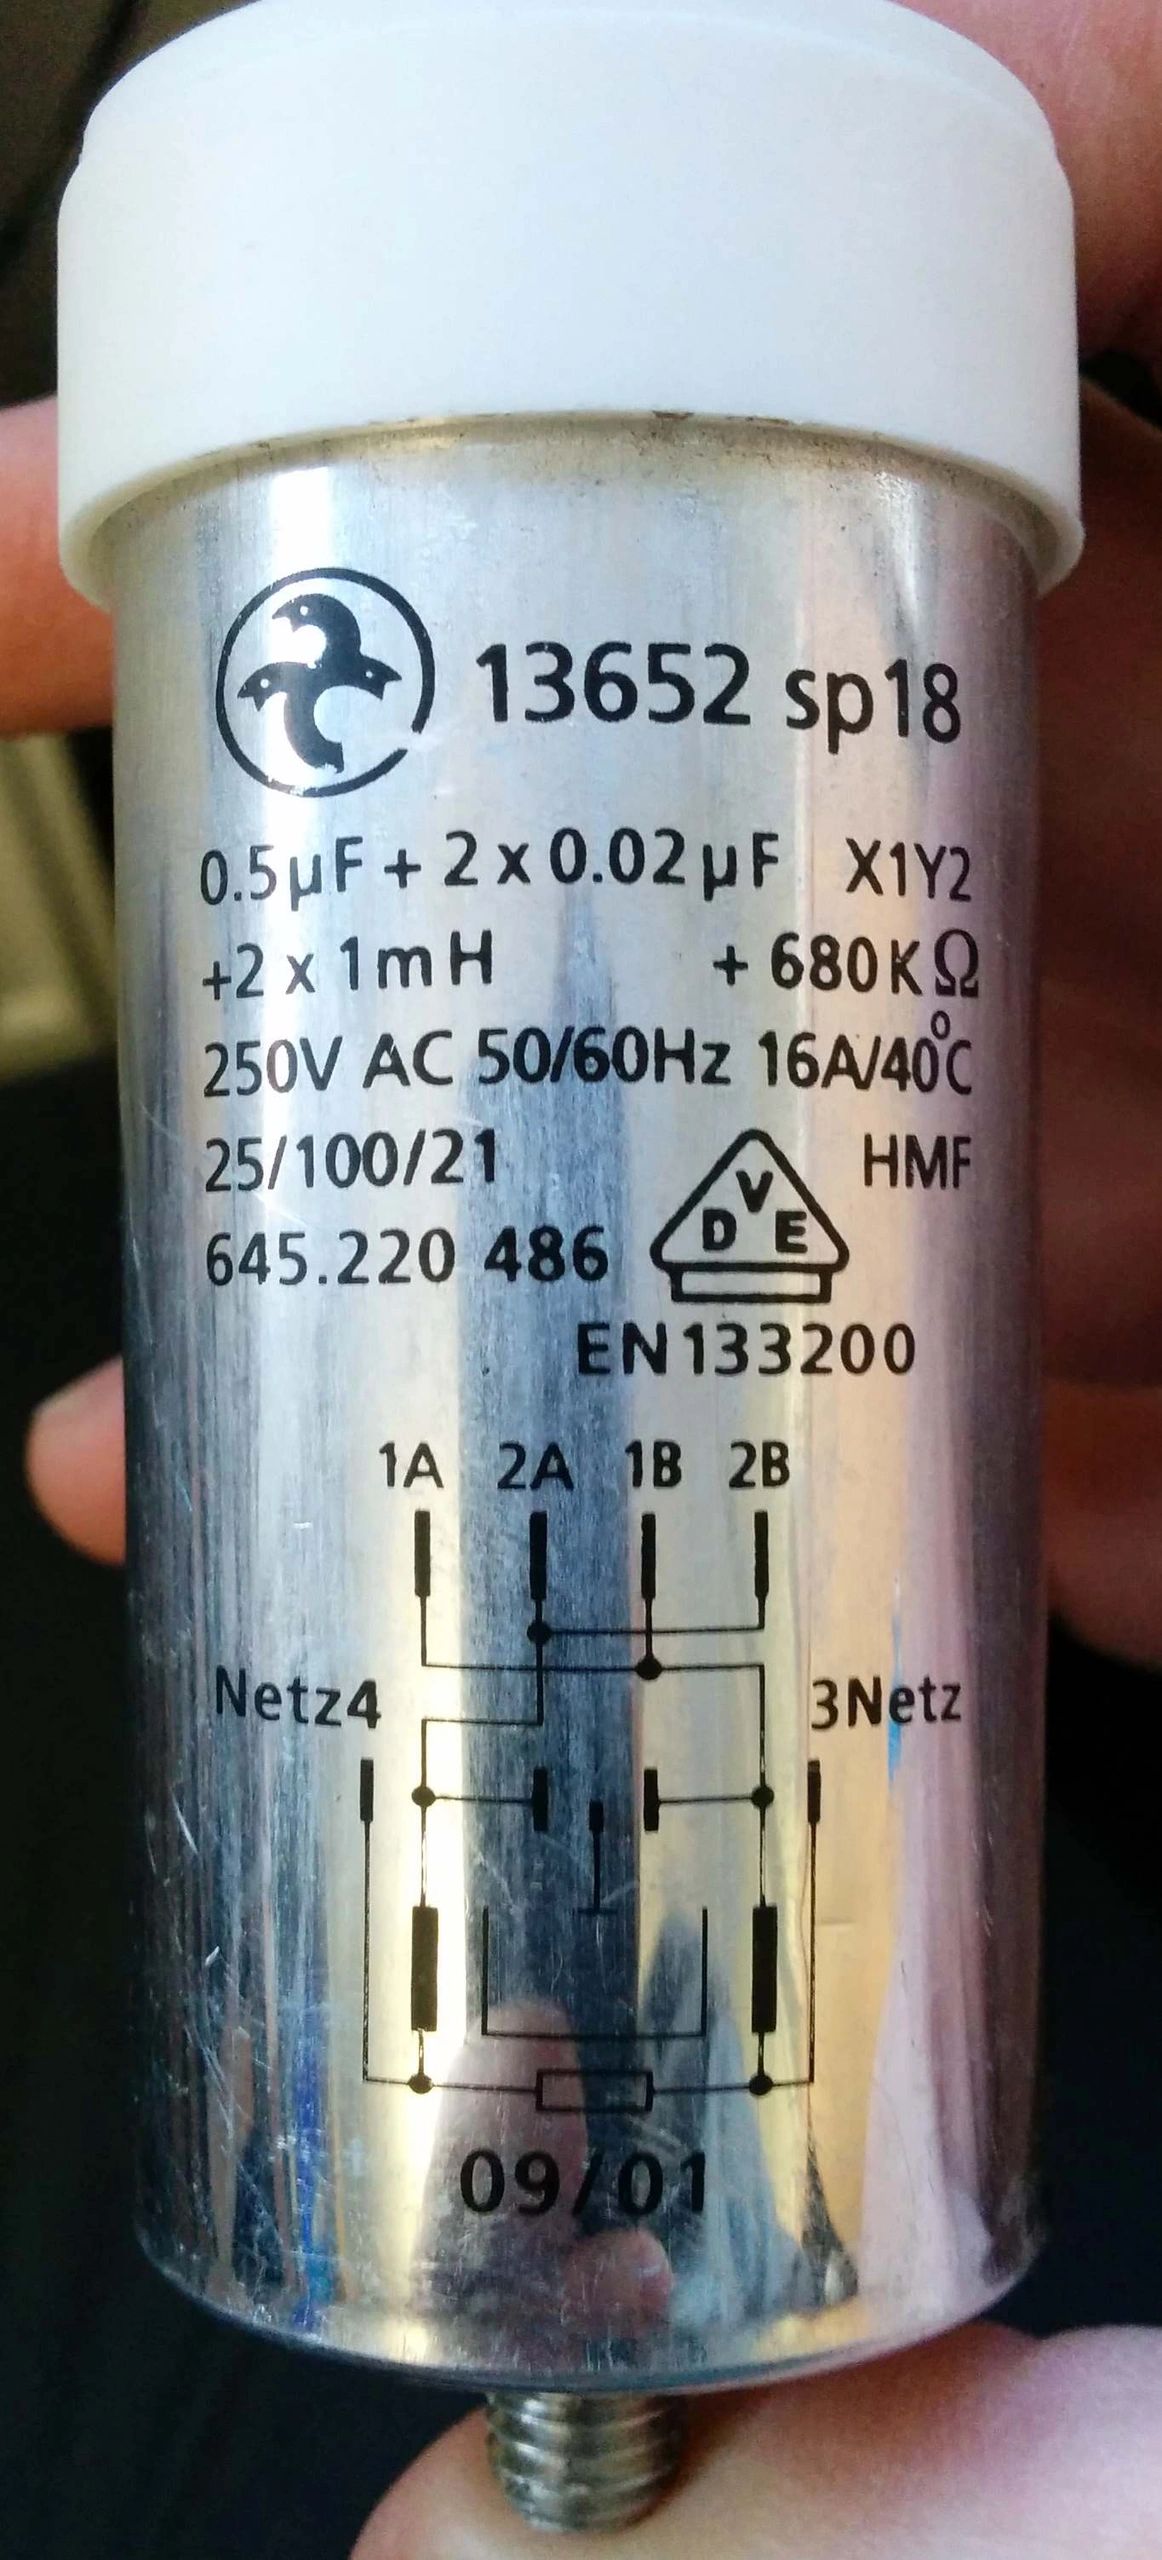 13652 sp18
0.5µF + 2 x 0.02µF X1Y2
+2 x 1mH + 680KΩ
250V AC 50/60Hz 16A/40°C
25/100/21 HMF
VDE
645.220 486
EN133200
1A 2A 1B 2B
Netz4 3Netz
09/01